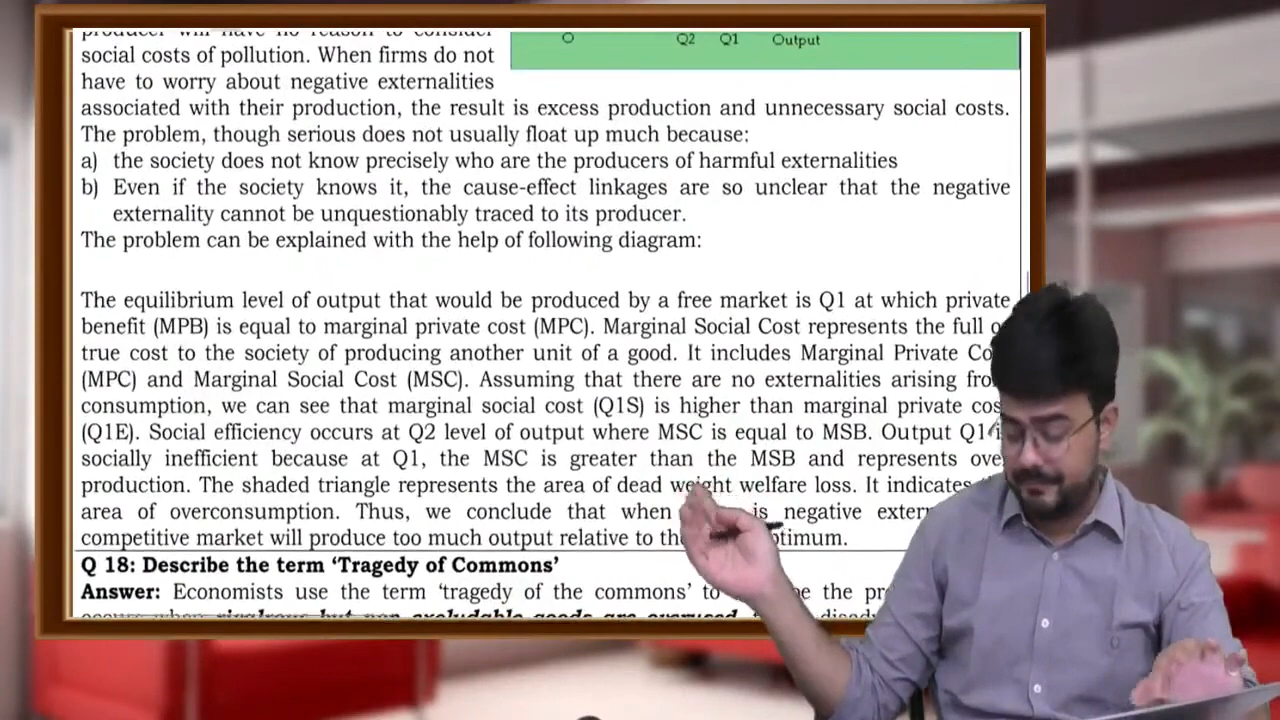 social costs of pollution. When firms do not
O Q2 Q1 Output
have to worry about negative externalities
associated with their production, the result is excess production and unnecessary social costs.
The problem, though serious does not usually float up much because:
a) the society does not know precisely who are the producers of harmful externalities
b) Even if the society knows it, the cause-effect linkages are so unclear that the negative
externality cannot be unquestionably traced to its producer.
The problem can be explained with the help of following diagram:
The equilibrium level of output that would be produced by a free market is Q1 at which private
benefit (MPB) is equal to marginal private cost (MPC). Marginal Social Cost represents the full
true cost to the society of producing another unit of a good. It includes Marginal Private
(MPC) and Marginal Social Cost (MSC). Assuming that there are no externalities arising
consumption, we can see that marginal social cost (Q1S) is higher than marginal private
(Q1E). Social efficiency occurs at Q2 level of output where MSC is equal to MSB. Output Q1
socially inefficient because at Q1, the MSC is greater than the MSB and represents
production. The shaded triangle represents the area of dead weight welfare loss. It indicates
area of overconsumption. Thus, we conclude that when is negative
competitive market will produce too much output relative to
Q 18: Describe the term ‘Tragedy of Commons’
Answer: Economists use the term ‘tragedy of the commons’ to the